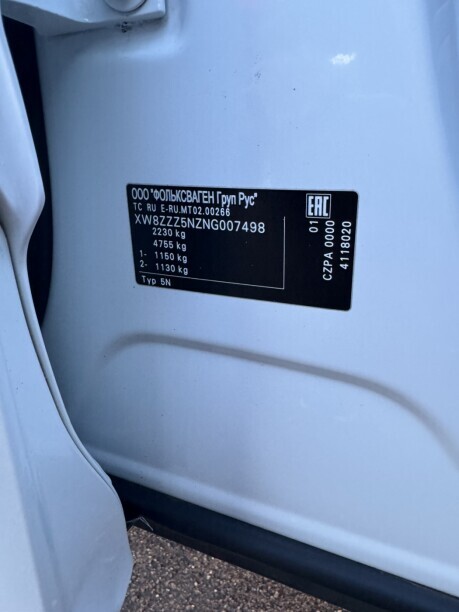 ООО "ФОЛЬКСВАГЕН Груп Рус"
TC RU E-RU.MT02.00266
XW8ZZZ5NZNG007498
2230 kg
4755 kg
1- 1150 kg
2- 1130 kg
Typ 5N
EAC
01
CZPA 0000
4118020